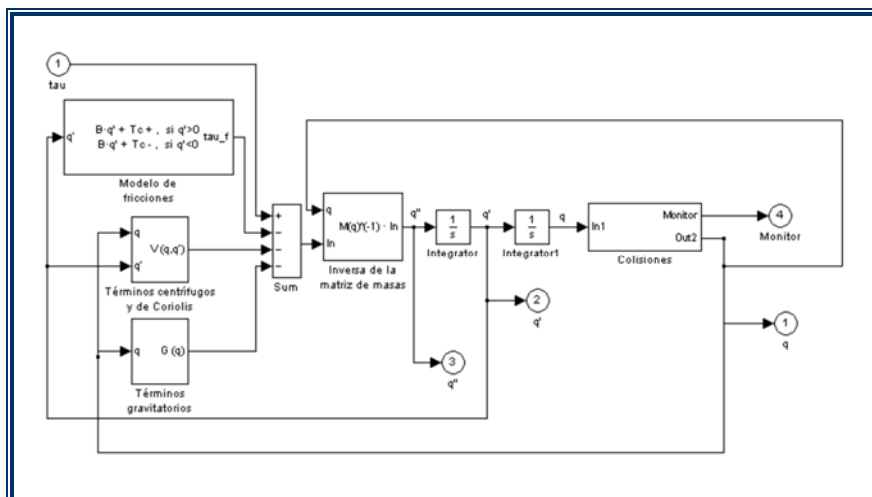 1
tau
q'
B·q' + Tc+ , si q'>0
B·q' + Tc- , si q'<0
tau_f
Modelo de
fricciones
q
q'
V(q,q')
Términos centrífugos
y de Coriolis
q
G (q)
Términos
gravitatorios
+
−
−
−
Sum
q
In
M(q)^(-1) · In
Inversa de la
matriz de masas
q''
1
s
Integrator
q'
1
s
Integrator1
q
In1
Monitor
Out2
Colisiones
4
Monitor
2
q'
3
q''
1
q